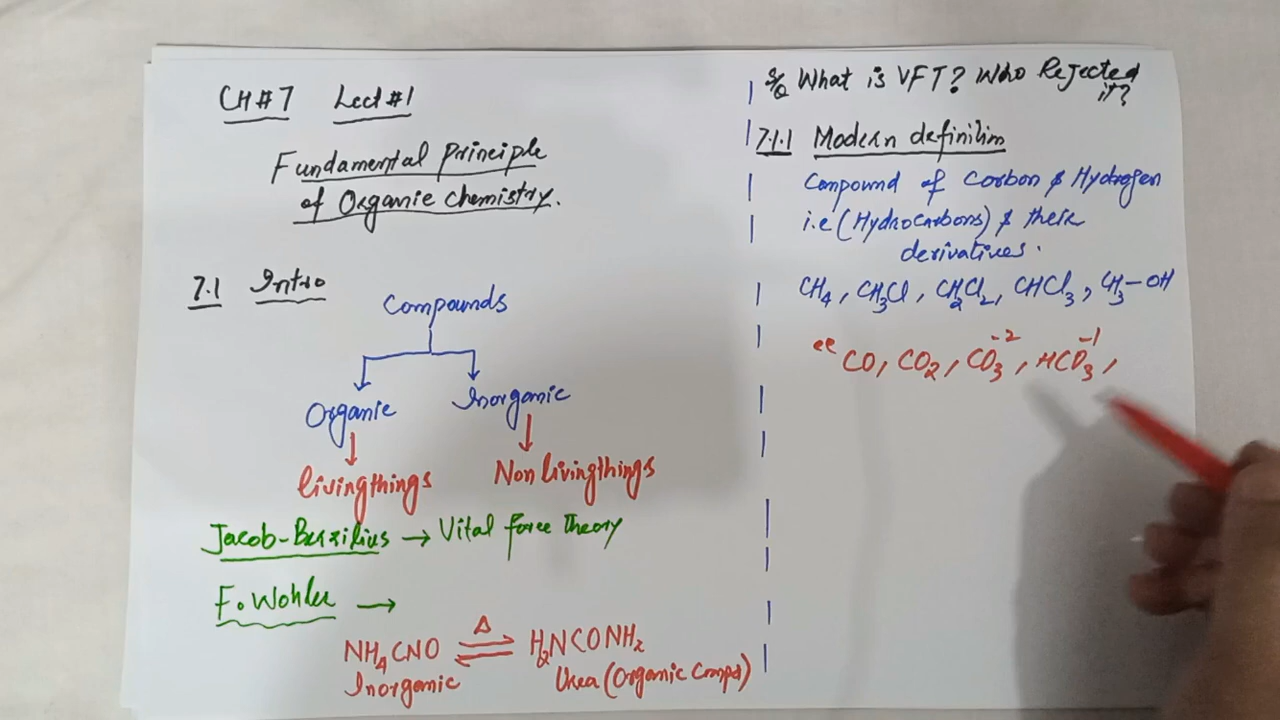 CH#7 Lect#1
Fundamental Principle
of Organic Chemistry.
7.1 Intro
Compounds
Organic Inorganic
livingthings Non livingthings
Jacob-Berzilius → Vital force Theory
F. Wohler →
NH4CNO ⇌ Δ H2NCONH2
Inorganic Urea (Organic Compd)
S/Q What is VFT? Who Rejected
it?
7.1.1 Modern definition
Compound of Carbon & Hydrogen
i.e (Hydrocarbons) & their
derivatives.
CH4, CH3Cl, CH2Cl2, CHCl3, CH3-OH
CO, CO2, CO3-2, HCO3-1,